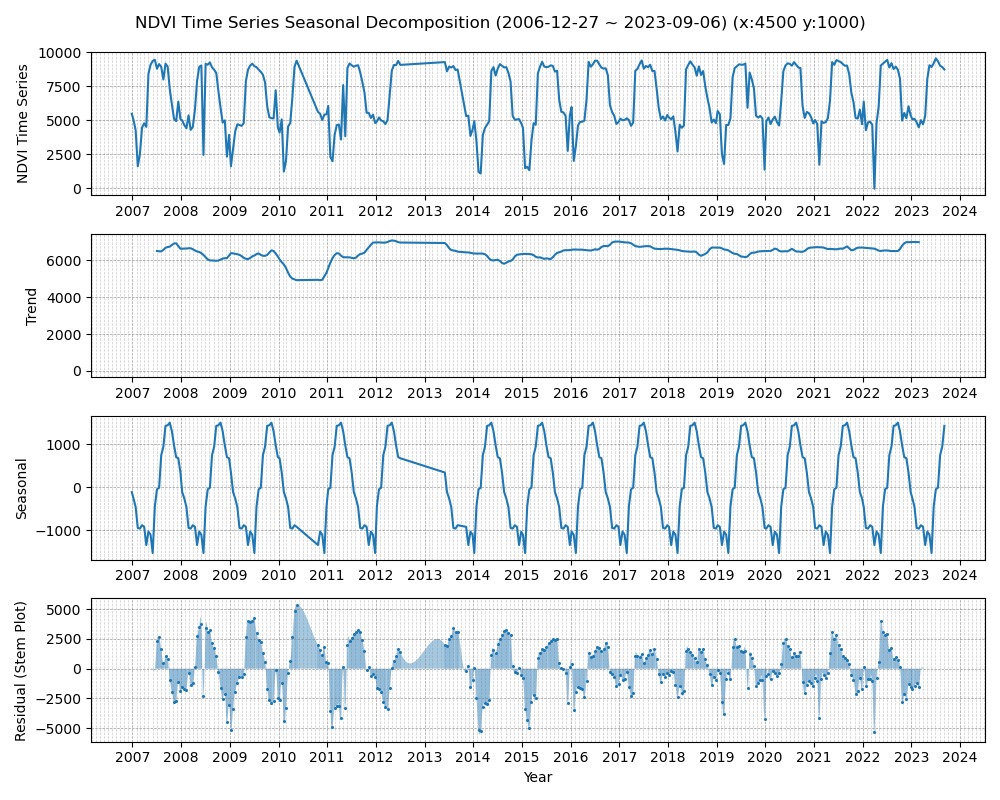 NDVI Time Series Seasonal Decomposition (2006-12-27 ~ 2023-09-06) (x:4500 y:1000)
NDVI Time Series
10000
7500
5000
2500
0
2007 2008 2009 2010 2011 2012 2013 2014 2015 2016 2017 2018 2019 2020 2021 2022 2023 2024
Trend
6000
4000
2000
0
2007 2008 2009 2010 2011 2012 2013 2014 2015 2016 2017 2018 2019 2020 2021 2022 2023 2024
Seasonal
1000
0
−1000
2007 2008 2009 2010 2011 2012 2013 2014 2015 2016 2017 2018 2019 2020 2021 2022 2023 2024
Residual (Stem Plot)
5000
2500
0
−2500
−5000
2007 2008 2009 2010 2011 2012 2013 2014 2015 2016 2017 2018 2019 2020 2021 2022 2023 2024
Year